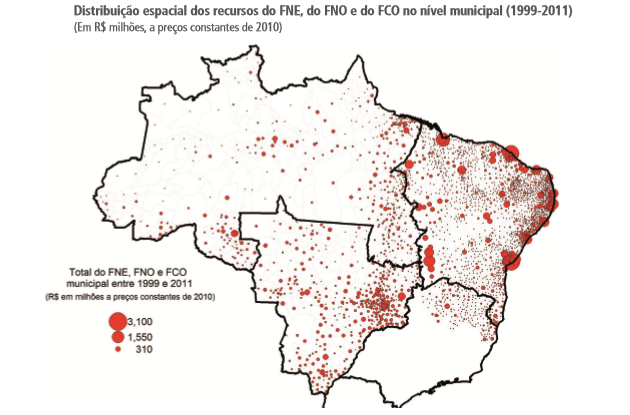 Distribuição espacial dos recursos do FNE, do FNO e do FCO no nível municipal (1999-2011)
(Em R$ milhões, a preços constantes de 2010)
Total do FNE, FNO e FCO
municipal entre 1999 e 2011
(R$ em milhões a preços constantes de 2010)
3,100
1,550
310